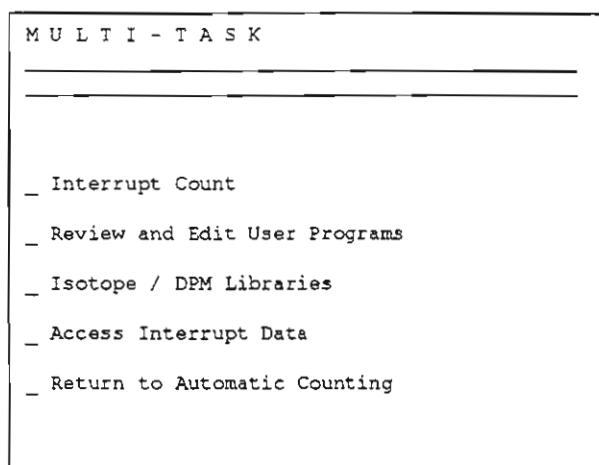 M U L T I - T A S K
_ Interrupt Count
_ Review and Edit User Programs
_ Isotope / DPM Libraries
_ Access Interrupt Data
_ Return to Automatic Counting